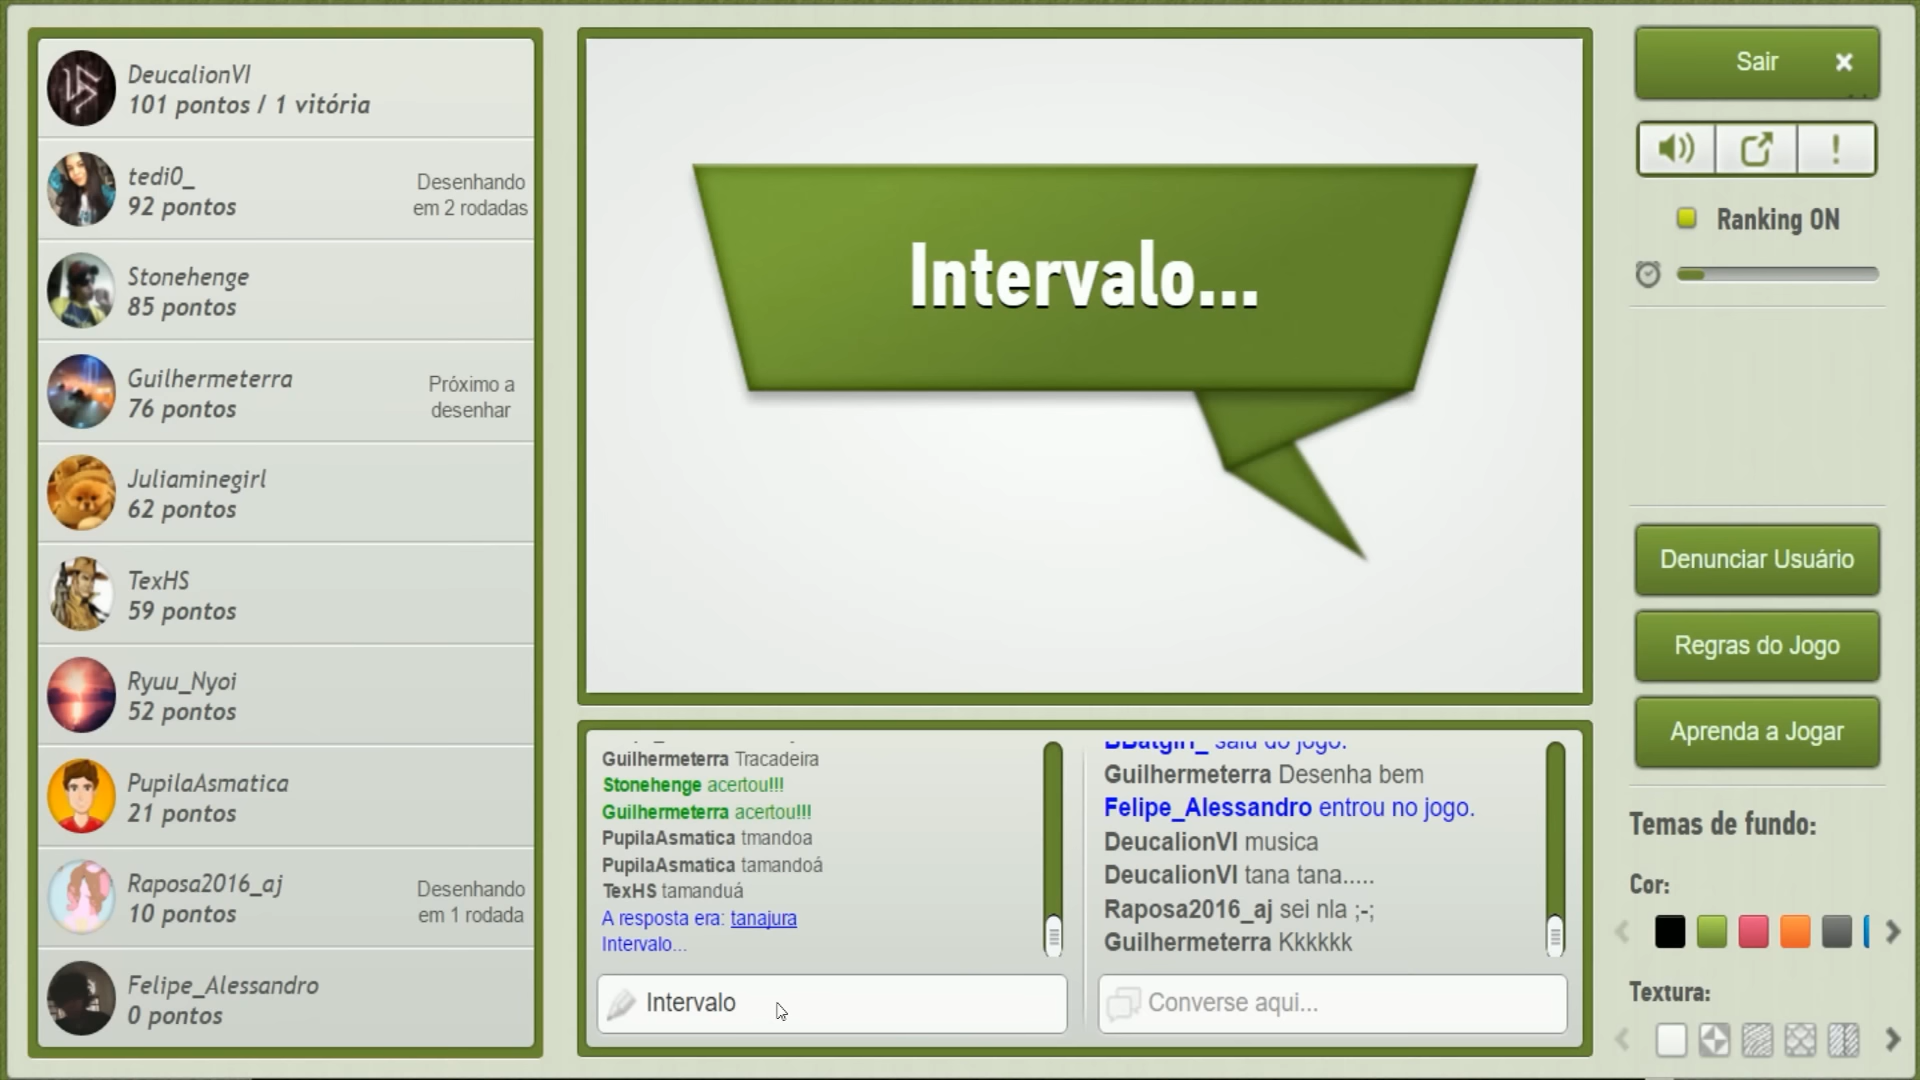 DeucalionVI
101 pontos / 1 vitória
tedi0_
92 pontos
Desenhando
em 2 rodadas
Stonehenge
85 pontos
Guilhermeterra
76 pontos
Próximo a
desenhar
Juliaminegirl
62 pontos
TexHS
59 pontos
Ryuu_Nyoi
52 pontos
PupilaAsmatica
21 pontos
Raposa2016_aj
10 pontos
Desenhando
em 1 rodada
Felipe_Alessandro
0 pontos
Intervalo...
Guilhermeterra Tracadeira
Stonehenge acertou!!!
Guilhermeterra acertou!!!
PupilaAsmatica tmandoa
PupilaAsmatica tamandoá
TexHS tamanduá
A resposta era: tanajura
Intervalo...
Intervalo
BBatgirl_ saiu do jogo.
Guilhermeterra Desenha bem
Felipe_Alessandro entrou no jogo.
DeucalionVI musica
DeucalionVI tana tana.....
Raposa2016_aj sei nla ;-;
Guilhermeterra Kkkkkk
Converse aqui...
Sair
Ranking ON
Denunciar Usuário
Regras do Jogo
Aprenda a Jogar
Temas de fundo:
Cor:
Textura: